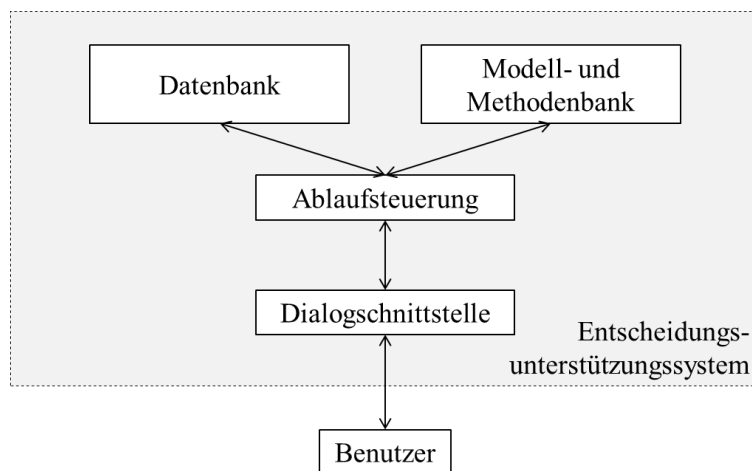 Datenbank
Modell- und
Methodenbank
Ablaufsteuerung
Dialogschnittstelle
Entscheidungs-
unterstützungssystem
Benutzer